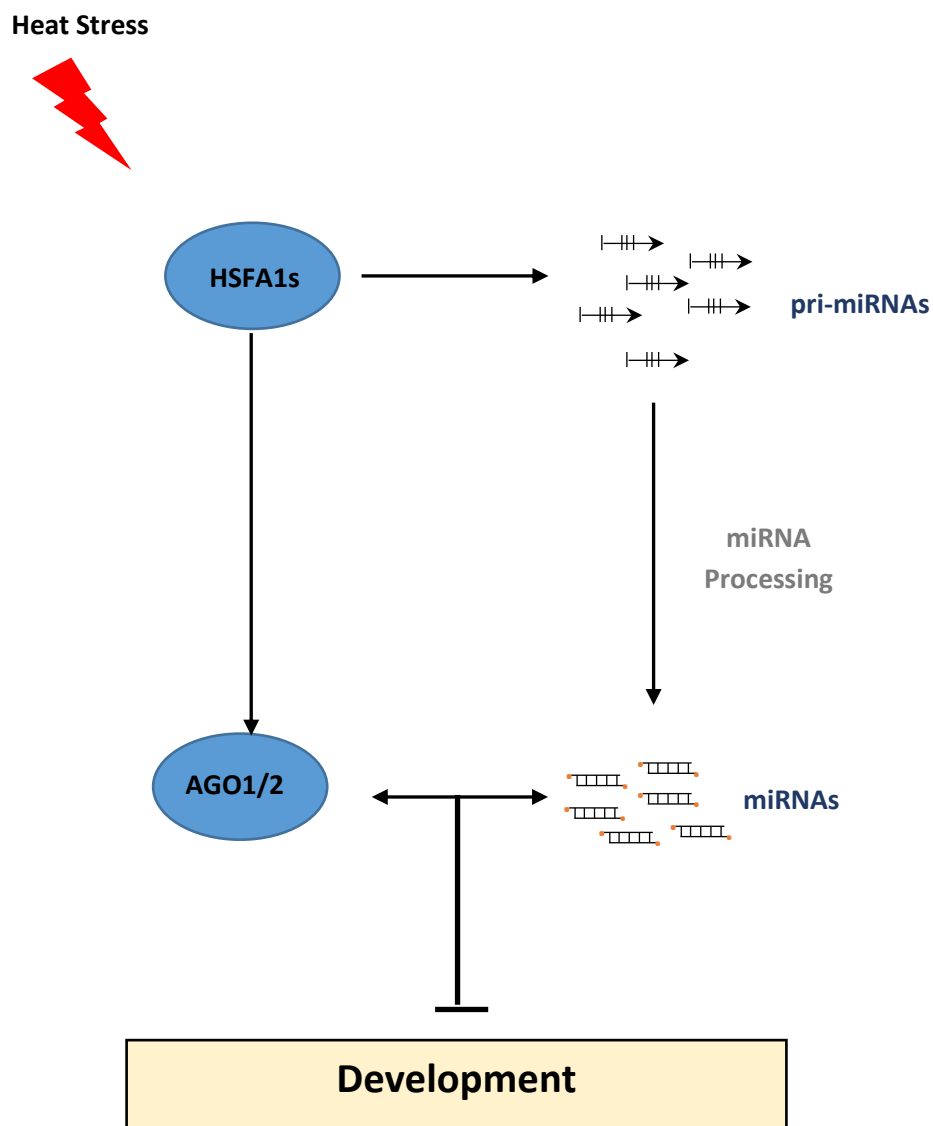 Heat Stress
HSFA1s
pri-miRNAs
miRNA
Processing
AGO1/2
miRNAs
Development